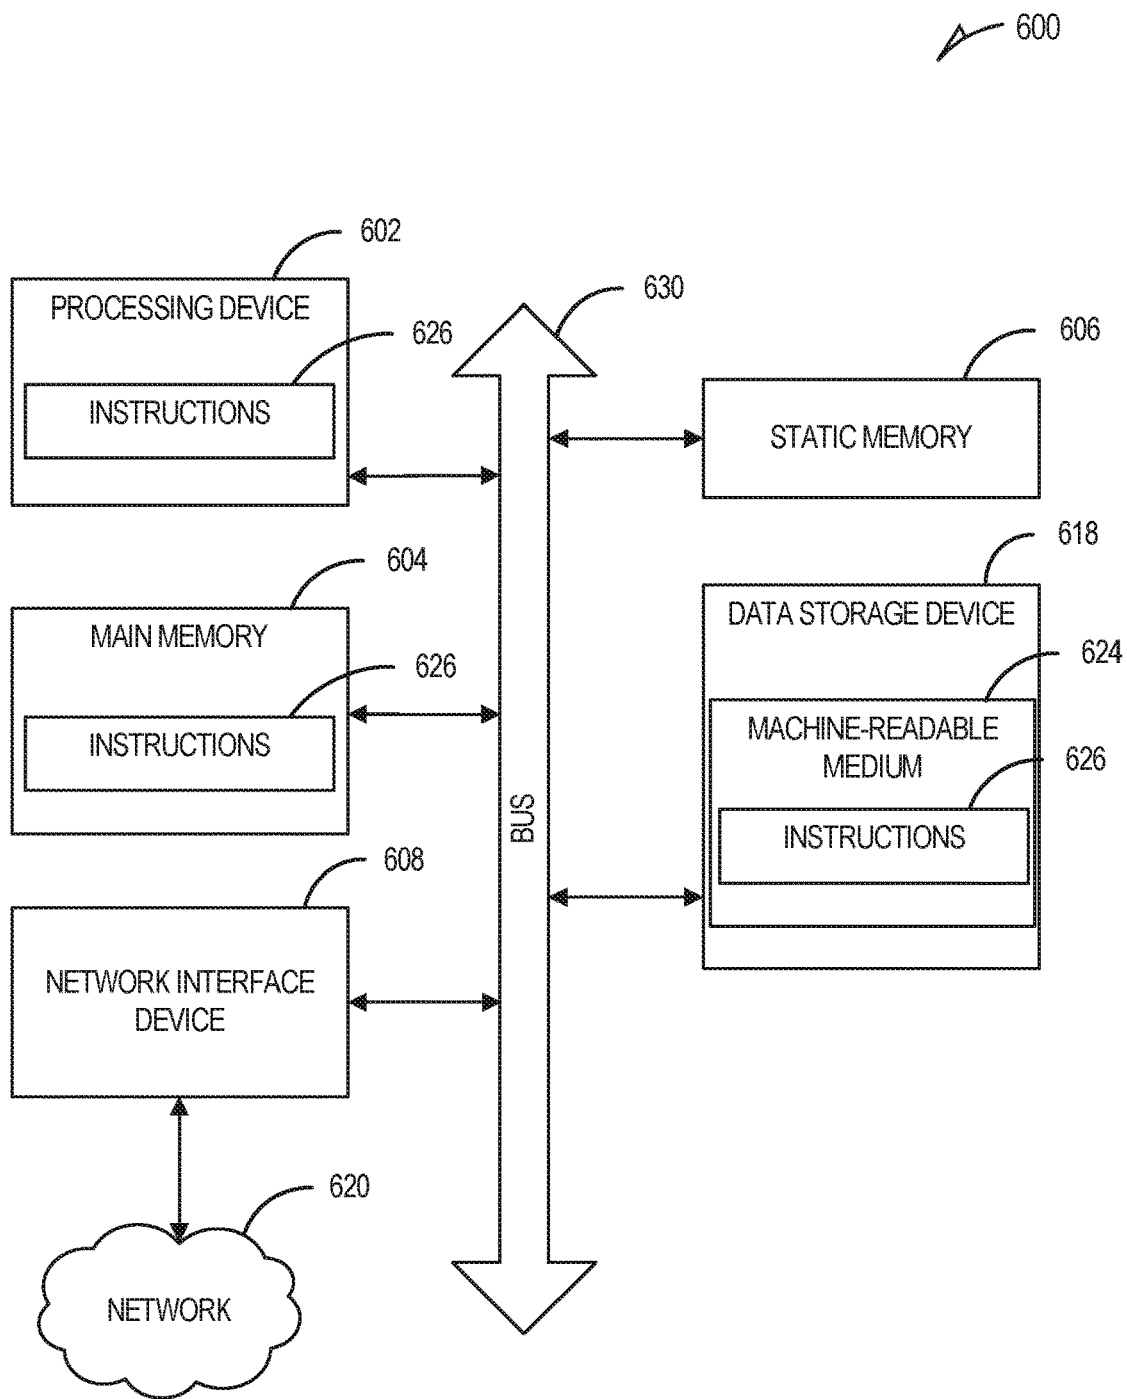 600
602
PROCESSING DEVICE
626
INSTRUCTIONS
604
MAIN MEMORY
626
INSTRUCTIONS
608
NETWORK INTERFACE
DEVICE
620
NETWORK
630
BUS
606
STATIC MEMORY
618
DATA STORAGE DEVICE
624
MACHINE-READABLE
MEDIUM
626
INSTRUCTIONS